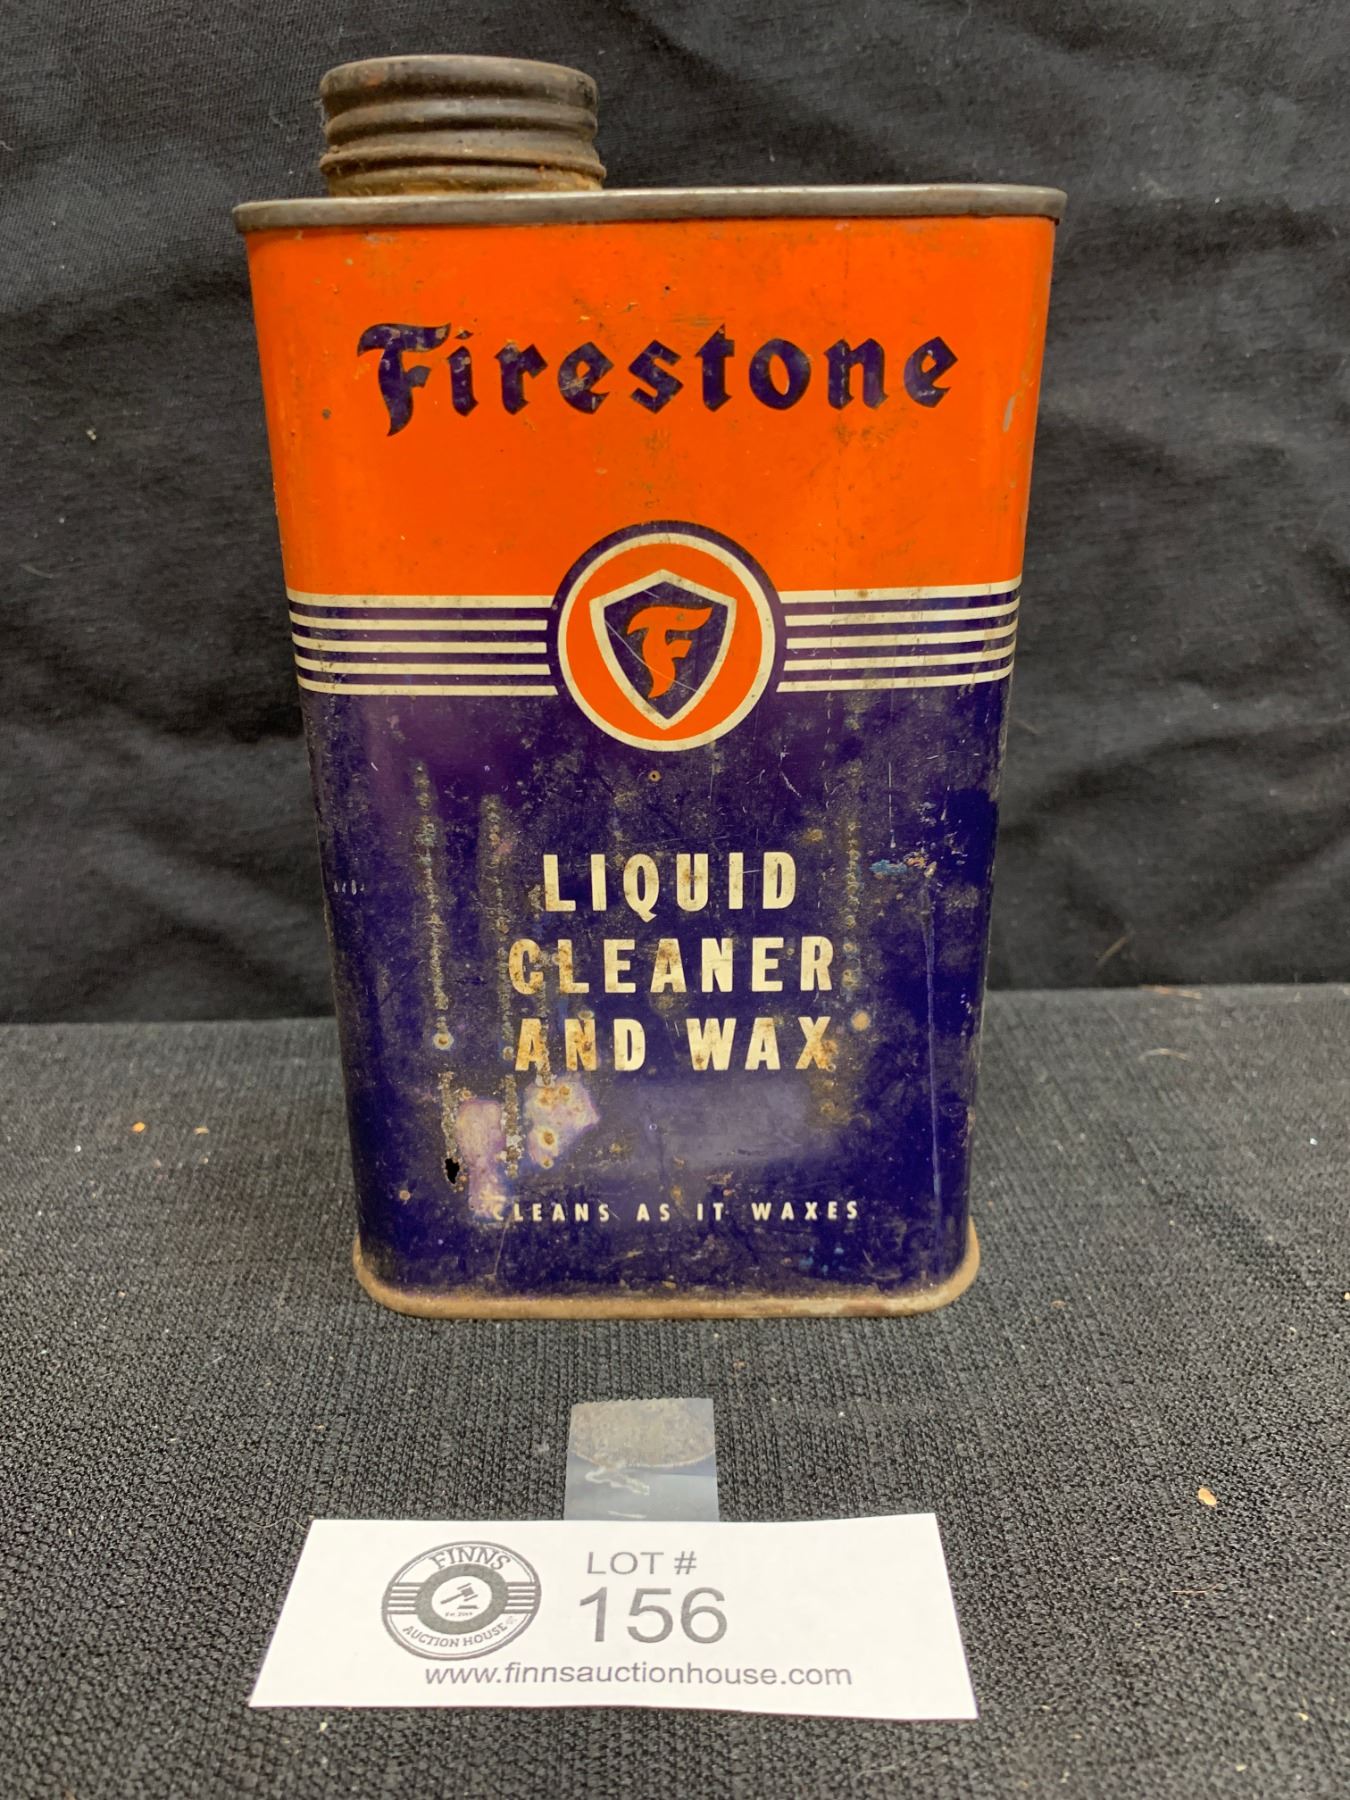 Firestone
F
LIQUID
CLEANER
AND WAX
CLEANS AS IT WAXES
FINNS
AUCTION HOUSE
LOT #
156
www.finnsauctionhouse.com